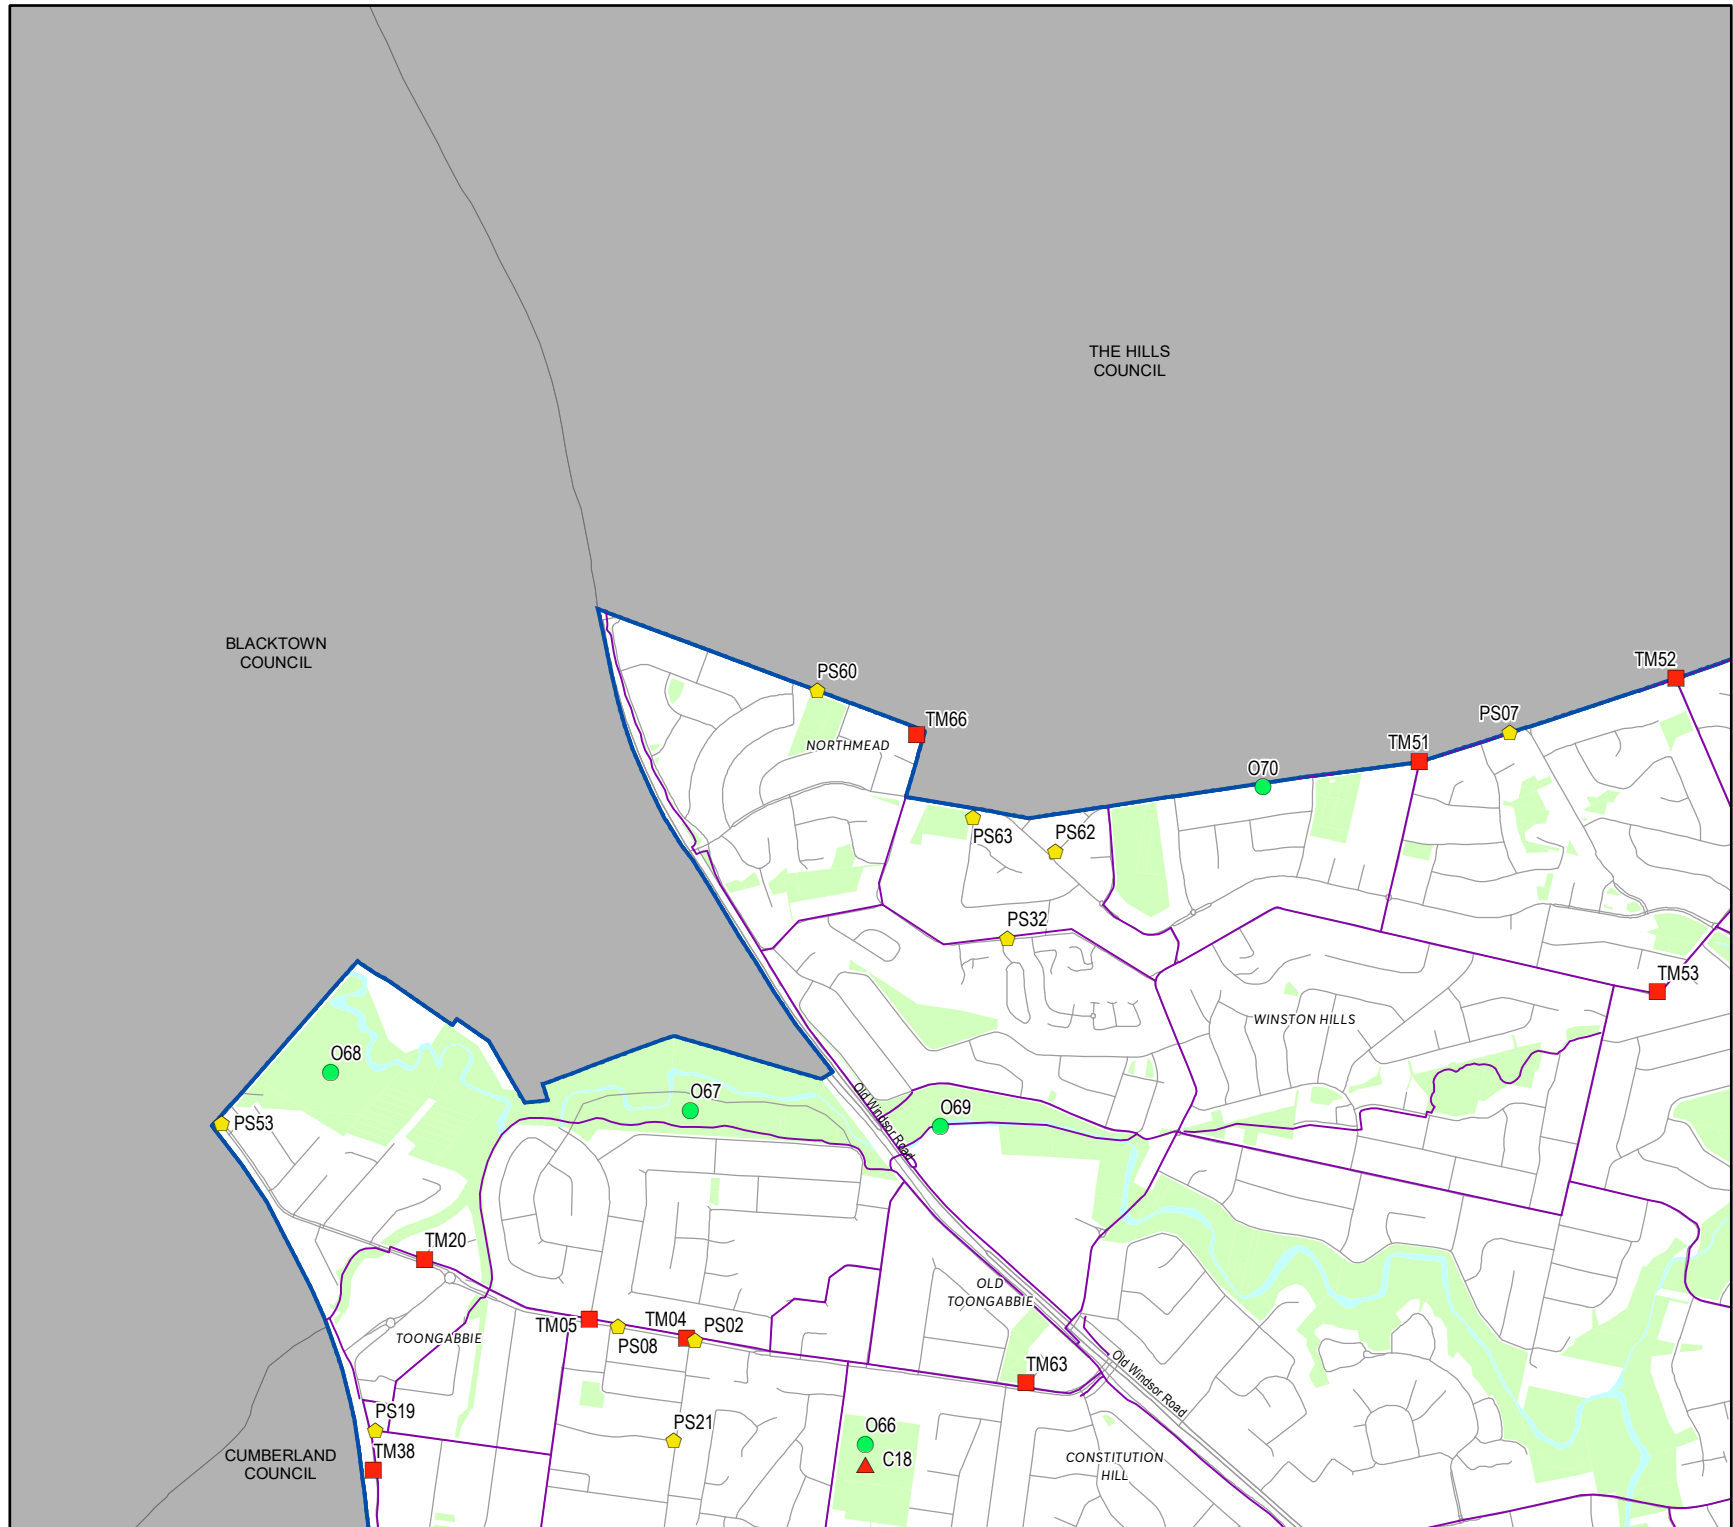 THE HILLS
COUNCIL
BLACKTOWN
COUNCIL
PS60
TM52
TM66
PS07
NORTHMEAD
TM51
O70
PS63
PS62
PS32
TM53
WINSTON HILLS
O68
O67
Old Windsor Road
O69
PS53
TM20
OLD
TOONGABBIE
TM05
TM04
PS02
PS08
TOONGABBIE
TM63
Old Windsor Road
PS19
PS21
O66
C18
TM38
CUMBERLAND
COUNCIL
CONSTITUTION
HILL